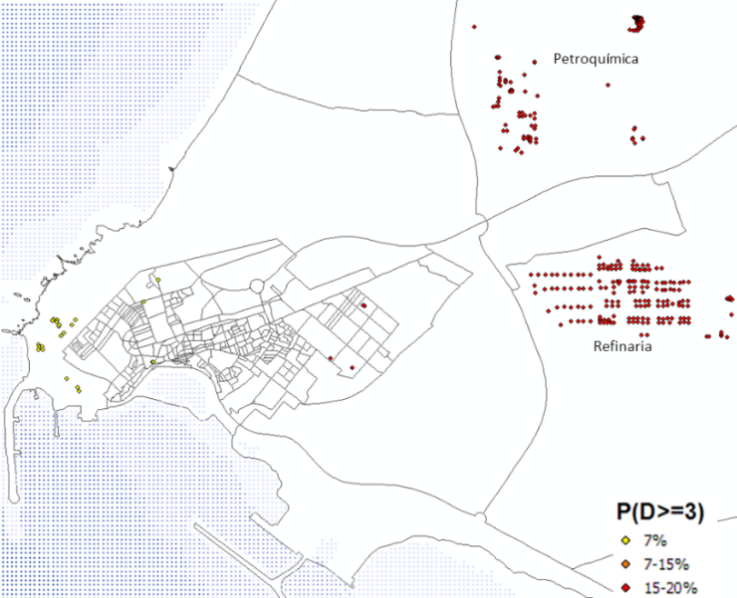 Petroquímica
Refinaria
P(D>=3)
7%
7-15%
15-20%